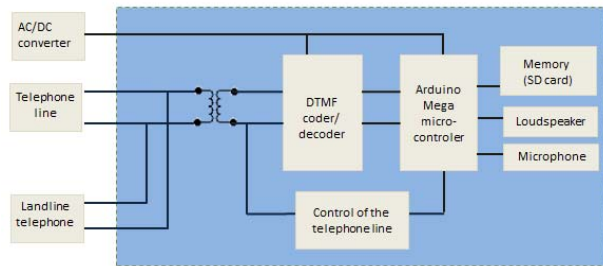 AC/DC
converter
Telephone
line
Landline
telephone
DTMF
coder/
decoder
Arduino
Mega
micro-
controler
Control of the
telephone line
Memory
(SD card)
Loudspeaker
Microphone